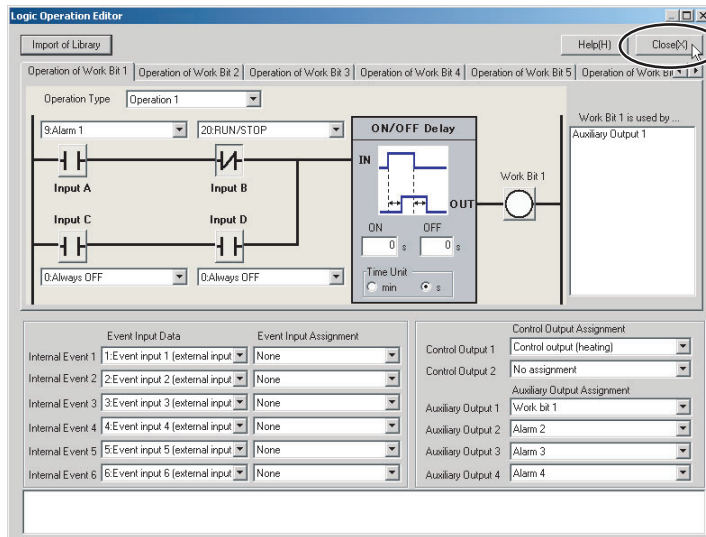 Logic Operation Editor
Import of Library Help(H) Close(X)
Operation of Work Bit 1 Operation of Work Bit 2 Operation of Work Bit 3 Operation of Work Bit 4 Operation of Work Bit 5 Operation of Work
Operation Type Operation 1
9:Alarm 1 20:RUN/STOP ON/OFF Delay Work Bit 1 is used by ...
Auxiliary Output 1
IN
Input A Input B Work Bit 1
OUT
Input C Input D ON OFF
0 s 0 s
0:Always OFF 0:Always OFF Time Unit
min s
Event Input Data Event Input Assignment Control Output Assignment
Internal Event 1 1:Event input 1 (external input None Control Output 1 Control output (heating)
Internal Event 2 2:Event input 2 (external input None Control Output 2 No assignment
Auxiliary Output Assignment
Internal Event 3 3:Event input 3 (external input None Auxiliary Output 1 Work bit 1
Internal Event 4 4:Event input 4 (external input None Auxiliary Output 2 Alarm 2
Internal Event 5 5:Event input 5 (external input None Auxiliary Output 3 Alarm 3
Internal Event 6 6:Event input 6 (external input None Auxiliary Output 4 Alarm 4